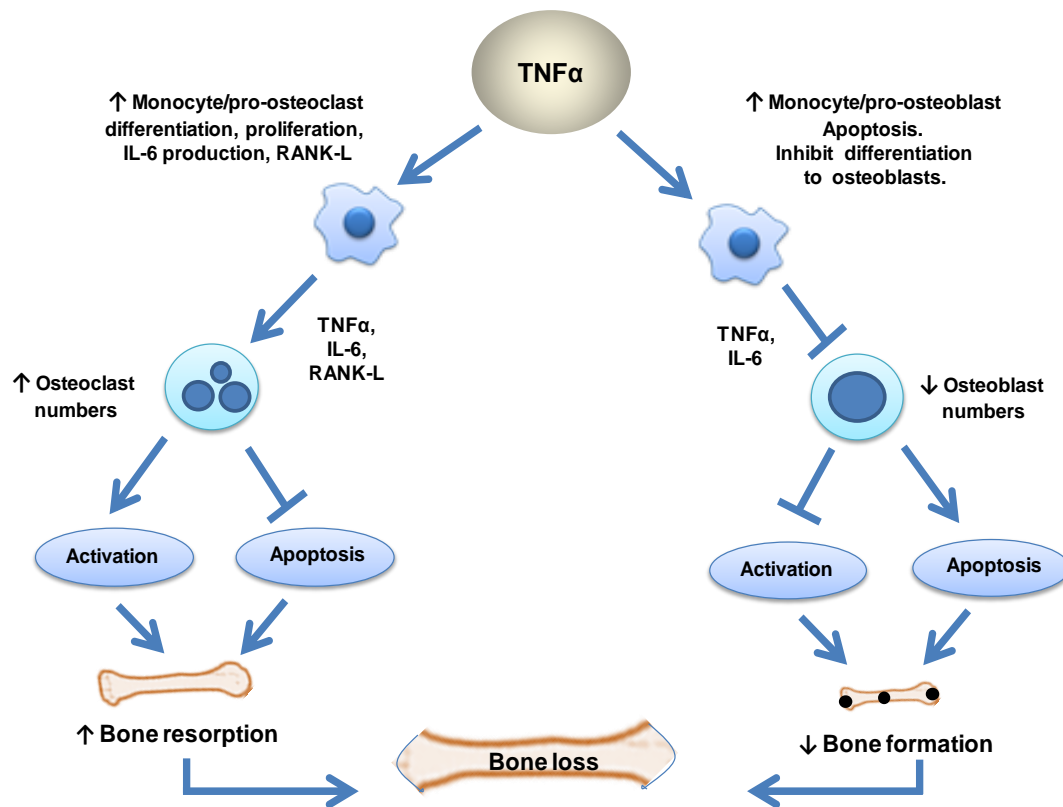 TNFα
↑ Monocyte/pro-osteoclast
differentiation, proliferation,
IL-6 production, RANK-L
↑ Monocyte/pro-osteoblast
Apoptosis.
Inhibit differentiation
to osteoblasts.
TNFα,
IL-6,
RANK-L
TNFα,
IL-6
↑ Osteoclast
numbers
↓ Osteoblast
numbers
Activation
Apoptosis
Activation
Apoptosis
↑ Bone resorption
Bone loss
↓ Bone formation